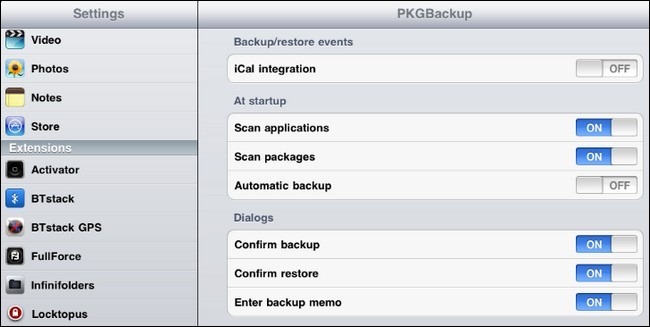 Settings
Video
Photos
Notes
Store
Extensions
Activator
BTstack
BTstack GPS
FullForce
Infinifolders
Locktopus
PKGBackup
Backup/restore events
iCal integration OFF
At startup
Scan applications ON
Scan packages ON
Automatic backup OFF
Dialogs
Confirm backup ON
Confirm restore ON
Enter backup memo ON